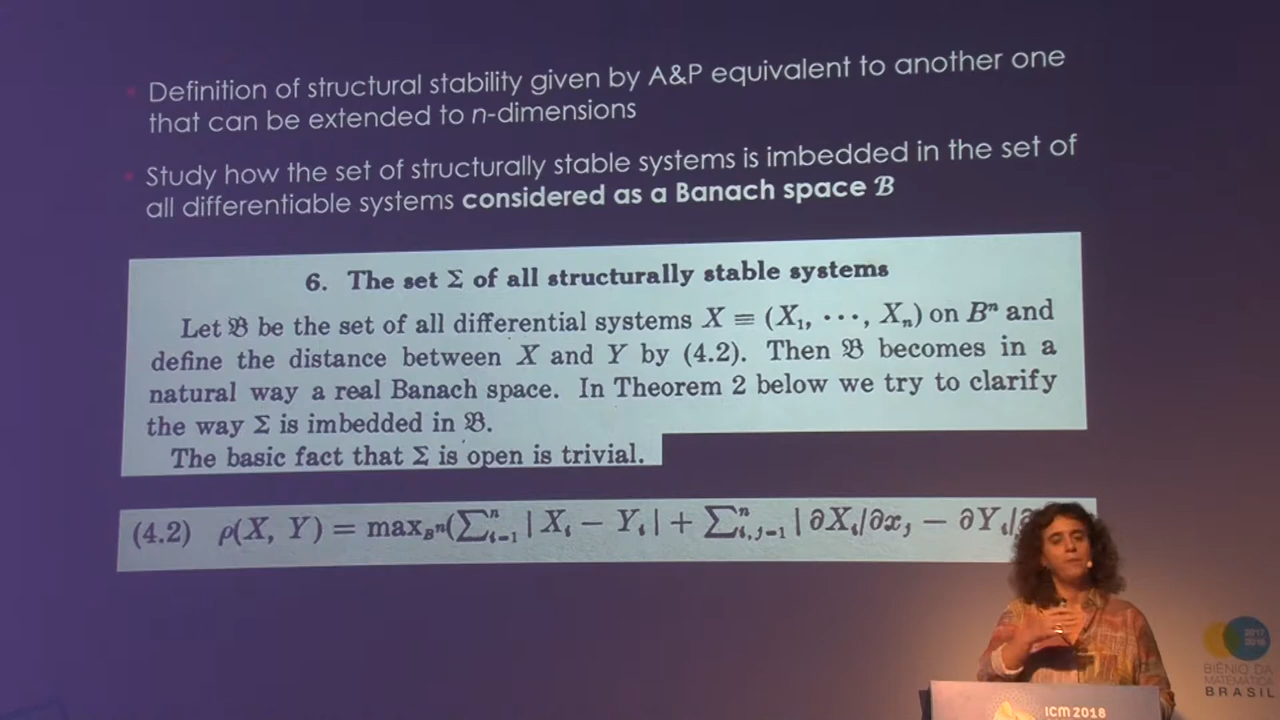 Definition of structural stability given by A&P equivalent to another one
that can be extended to n-dimensions
Study how the set of structurally stable systems is imbedded in the set of
all differentiable systems considered as a Banach space ℬ
6. The set Σ of all structurally stable systems
Let 𝔅 be the set of all differential systems X ≡ (X₁, ⋯, Xₙ) on Bⁿ and
define the distance between X and Y by (4.2). Then 𝔅 becomes in a
natural way a real Banach space. In Theorem 2 below we try to clarify
the way Σ is imbedded in 𝔅.
The basic fact that Σ is open is trivial.
(4.2) ρ(X, Y) = max_{Bⁿ}(∑ⁿᵢ₌₁ | Xᵢ − Yᵢ | + ∑ⁿᵢ,ⱼ₌₁ | ∂Xᵢ/∂xⱼ − ∂Yᵢ/∂
2017
2018
BIÊNIO DA
MATEMÁTICA
BRASIL
ICM 2018